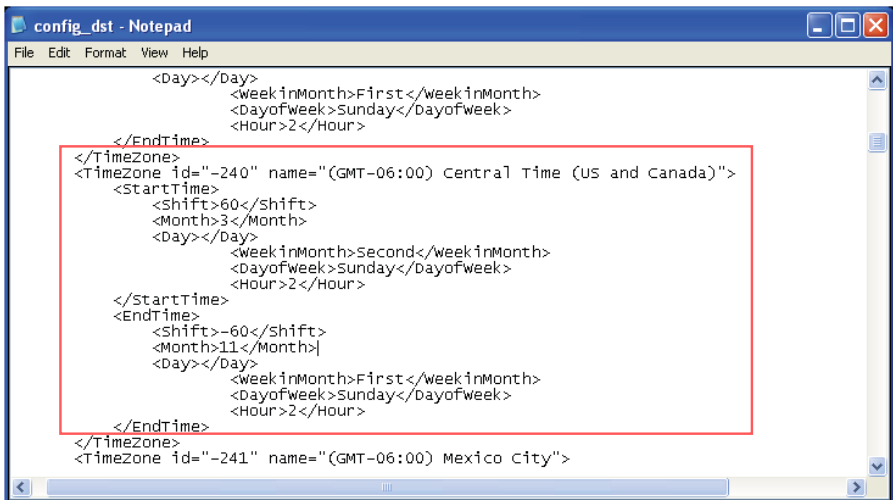 config_dst - Notepad
File Edit Format View Help
<Day></Day>
<WeekinMonth>First</WeekinMonth>
<DayofWeek>Sunday</DayofWeek>
<Hour>2</Hour>
</EndTime>
</TimeZone>
<TimeZone id="-240" name="(GMT-06:00) Central Time (US and Canada)">
<StartTime>
<Shift>60</Shift>
<Month>3</Month>
<Day></Day>
<WeekinMonth>Second</WeekinMonth>
<DayofWeek>Sunday</DayofWeek>
<Hour>2</Hour>
</StartTime>
<EndTime>
<Shift>-60</Shift>
<Month>11</Month>
<Day></Day>
<WeekinMonth>First</WeekinMonth>
<DayofWeek>Sunday</DayofWeek>
<Hour>2</Hour>
</EndTime>
</TimeZone>
<TimeZone id="-241" name="(GMT-06:00) Mexico City">